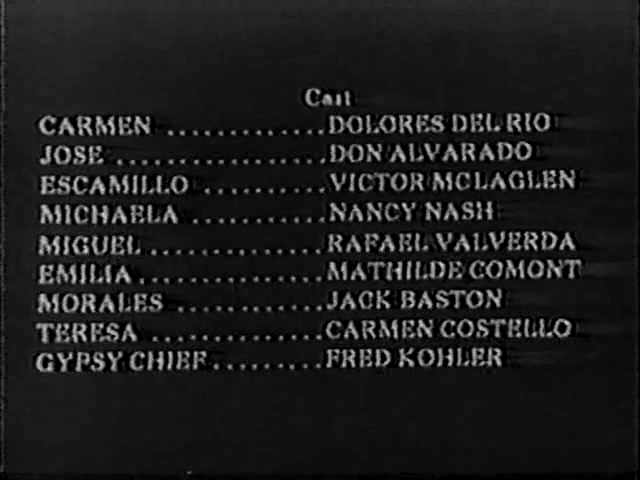 Cast
CARMEN ..............DOLORES DEL RIO
JOSE ..................DON ALVARADO
ESCAMILLO ..........VICTOR MCLAGLEN
MICHAELA ...........NANCY NASH
MIGUEL ...............RAFAEL VALVERDA
EMILIA ................MATHILDE COMONT
MORALES .............JACK BASTON
TERESA ...............CARMEN COSTELLO
GYPSY CHIEF.........FRED KOHLER